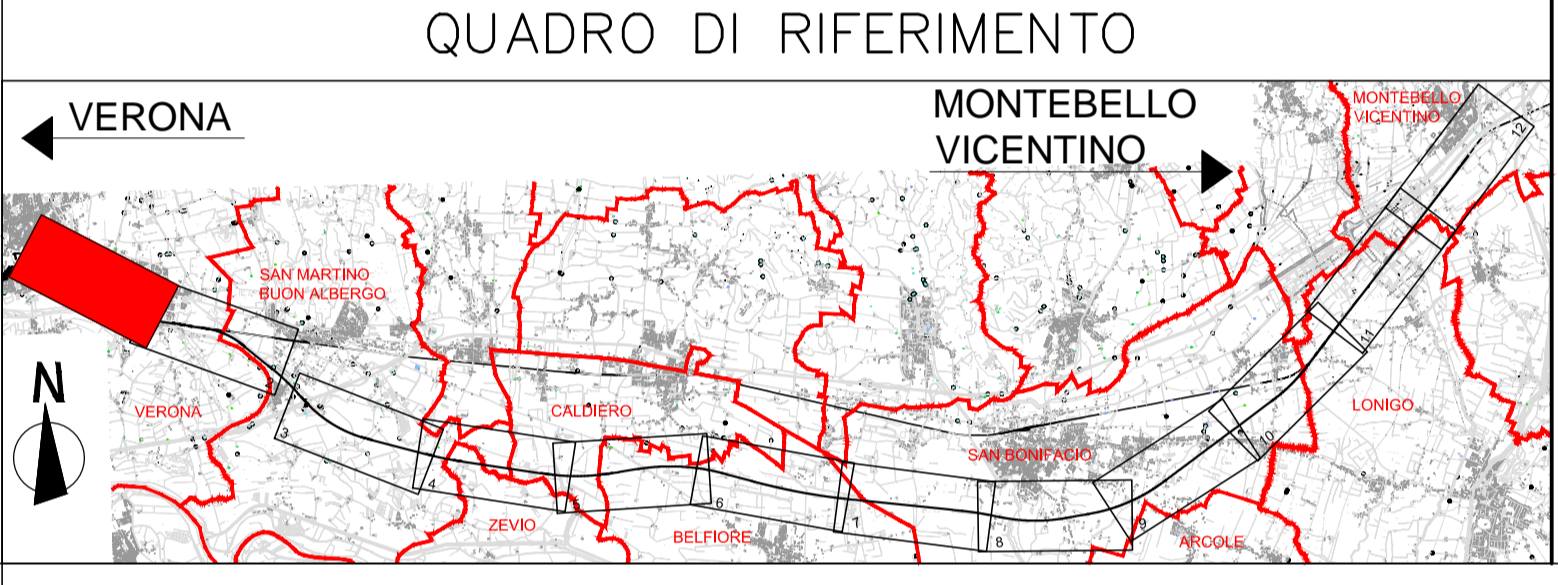 QUADRO DI RIFERIMENTO
VERONA
MONTEBELLO
VICENTINO
MONTEBELLO
VICENTINO
12
SAN MARTINO
BUON ALBERGO
N
VERONA
CALDIERO
LONIGO
11
10
SAN BONIFACIO
3
4
5
6
7
8
9
ZEVIO
BELFIORE
ARCOLE